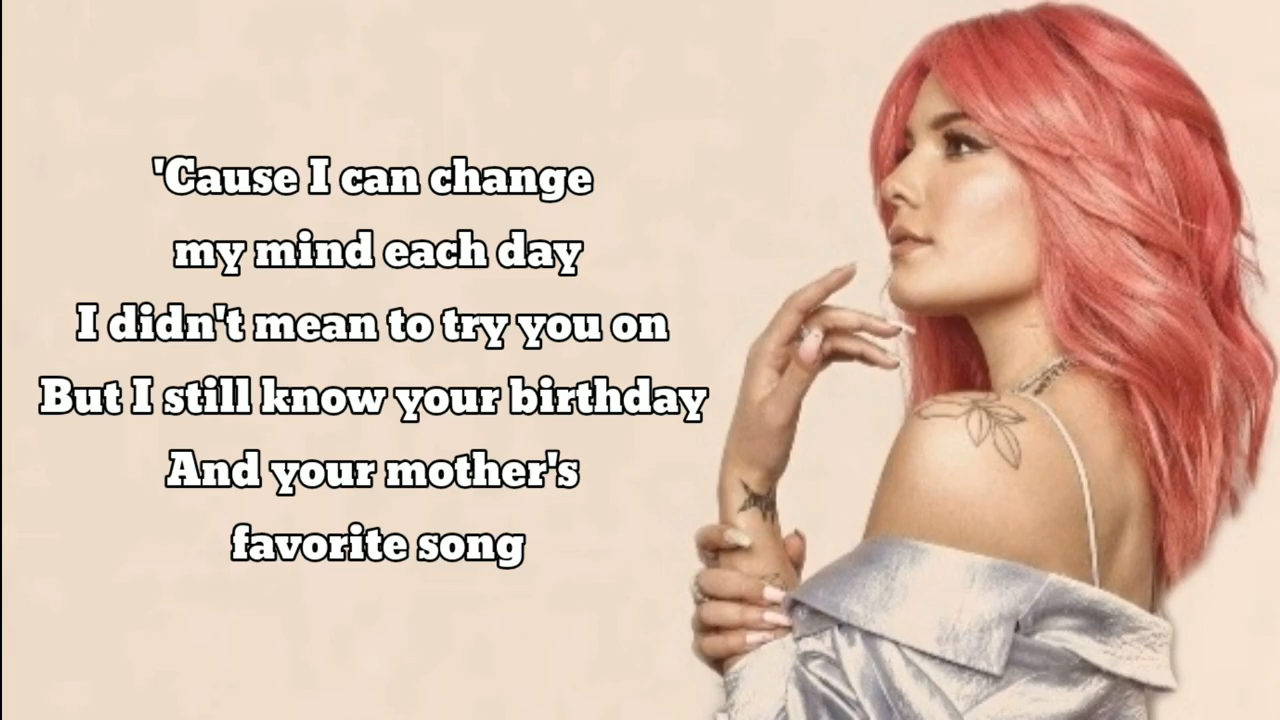 'Cause I can change
my mind each day
I didn't mean to try you on
But I still know your birthday
And your mother's
favorite song